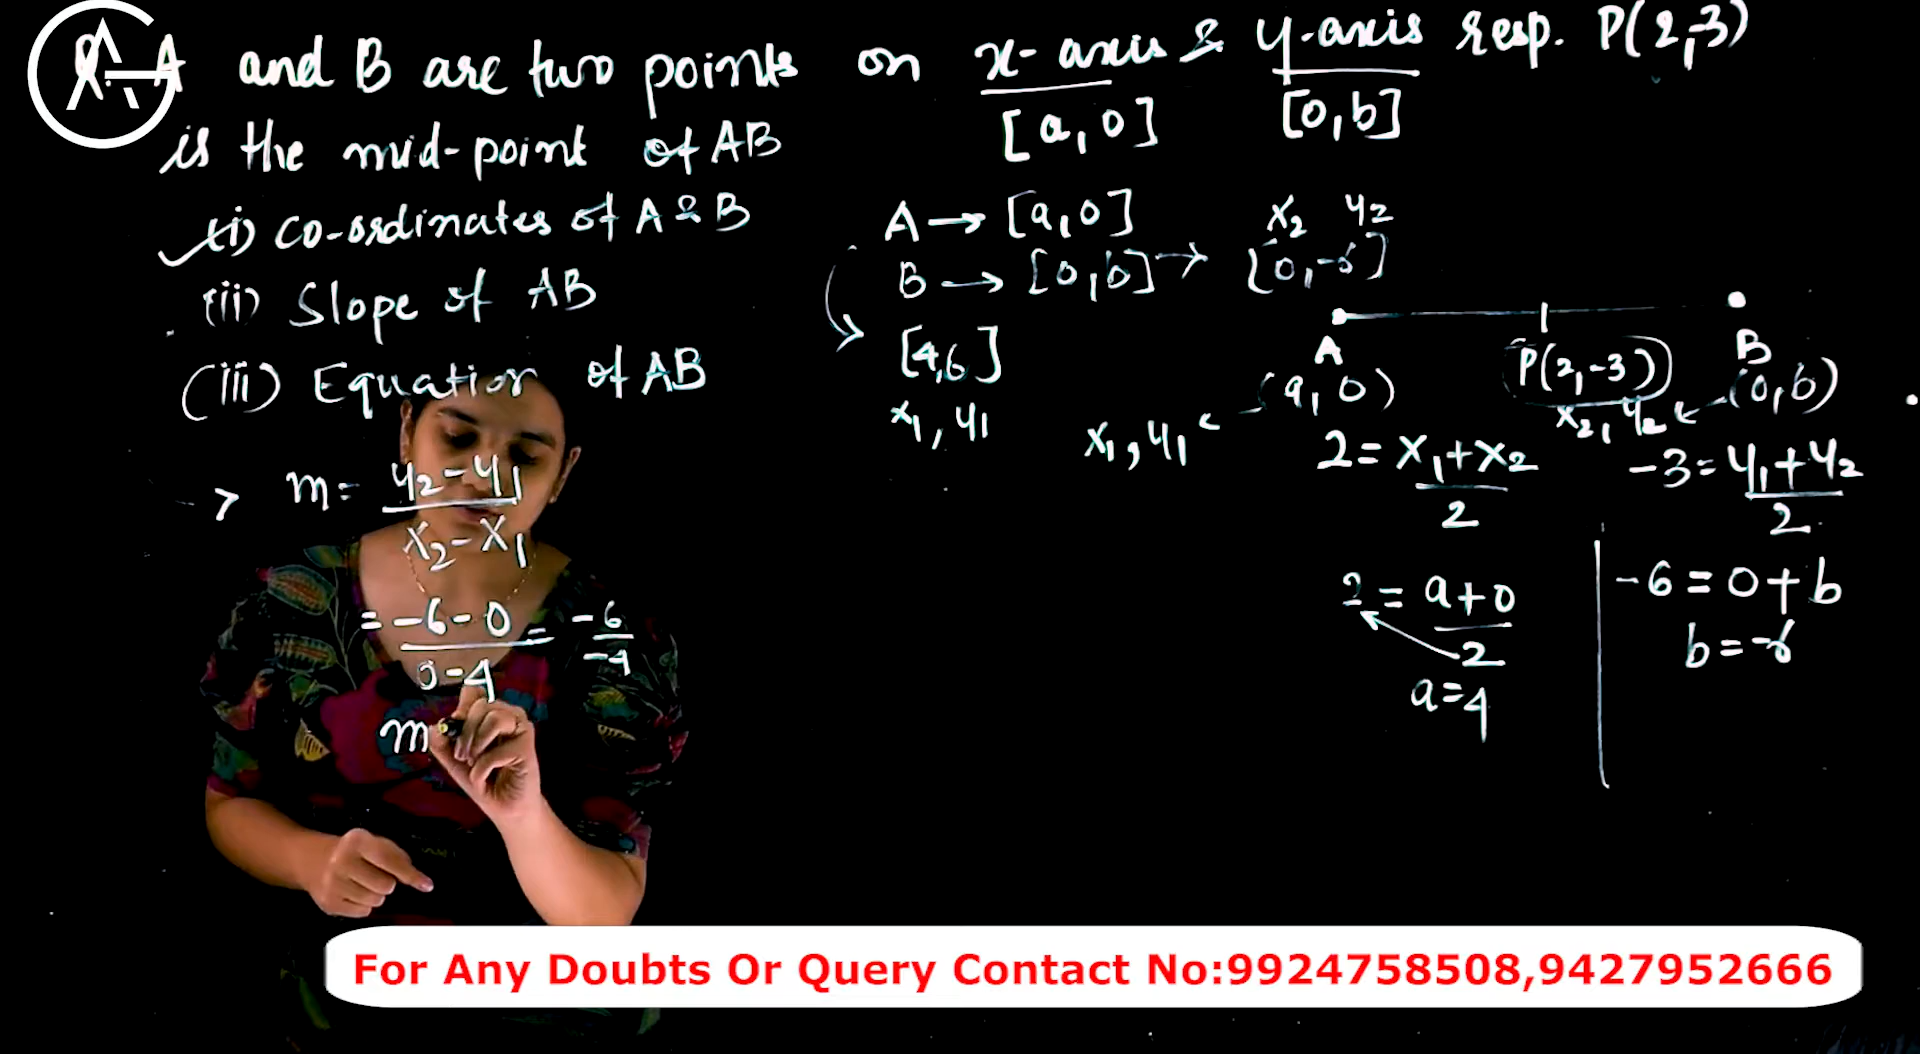 Q. A and B are two points on x-axis & y-axis resp. P(2,-3)
[a,0] [0,b]
is the mid-point of AB
(i) co-ordinates of A & B
(ii) Slope of AB
(iii) Equation of AB
A → [a,0]
B → [0,b] → [0,-6]
x2 y2
[4,0]
x1, y1
A P(2,-3) B
(a, 0) (0, b)
x1, y1 x2, y2
2 = x1+x2 / 2
-3 = y1+y2 / 2
2 = a+0 / 2
a = 4
-6 = 0+b
b = -6
m = y2-y1 / x2-x1
= -6-0 / 0-4 = -6 / -4
m
For Any Doubts Or Query Contact No:9924758508,9427952666